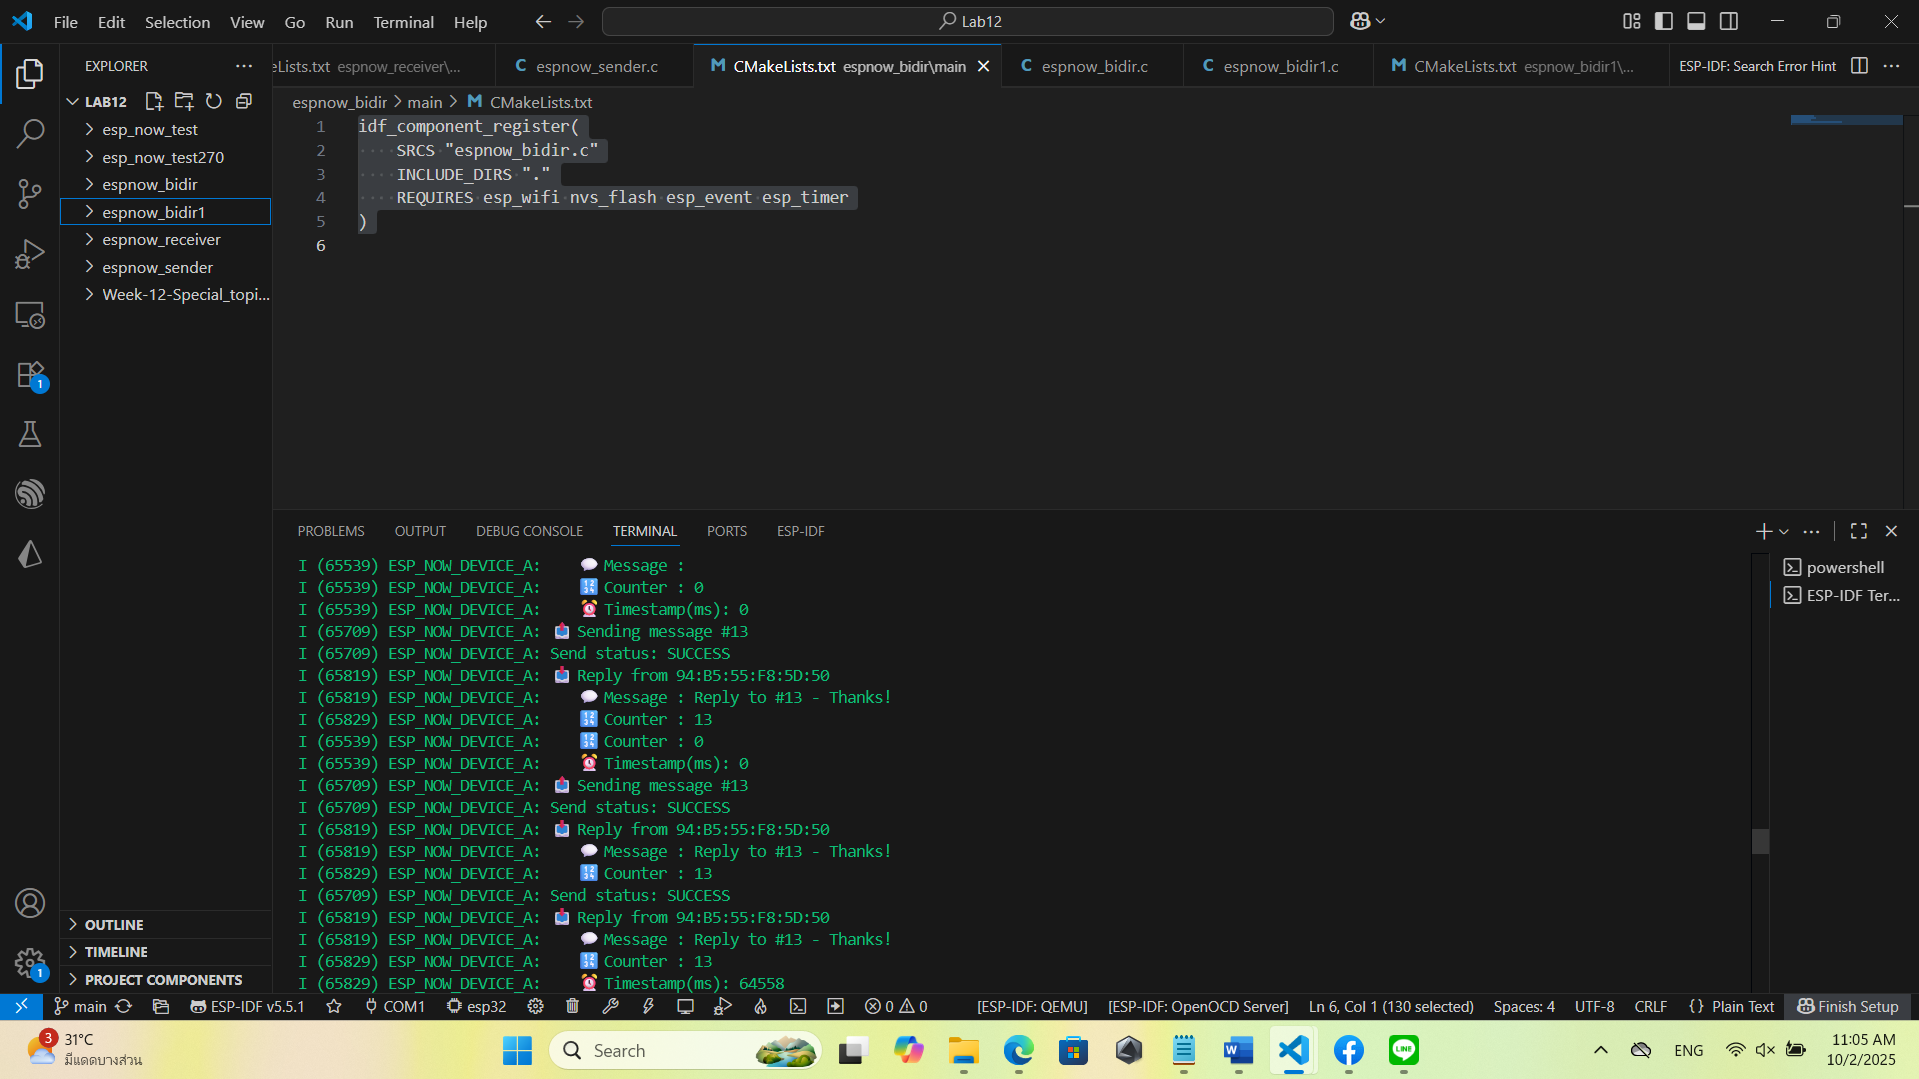 File Edit Selection View Go Run Terminal Help
Lab12
EXPLORER
LAB12
esp_now_test
esp_now_test270
espnow_bidir
espnow_bidir1
espnow_receiver
espnow_sender
Week-12-Special_topi...
OUTLINE
TIMELINE
PROJECT COMPONENTS
eLists.txt espnow_receiver\... C espnow_sender.c M CMakeLists.txt espnow_bidir\main C espnow_bidir.c C espnow_bidir1.c M CMakeLists.txt espnow_bidir1\... ESP-IDF: Search Error Hint
espnow_bidir > main > M CMakeLists.txt
1 idf_component_register(
2 ····SRCS·"espnow_bidir.c"
3 ····INCLUDE_DIRS·"."
4 ····REQUIRES·esp_wifi·nvs_flash·esp_event·esp_timer
5 )
6
PROBLEMS OUTPUT DEBUG CONSOLE TERMINAL PORTS ESP-IDF
I (65539) ESP_NOW_DEVICE_A: 💬 Message :
I (65539) ESP_NOW_DEVICE_A: 🔢 Counter : 0
I (65539) ESP_NOW_DEVICE_A: ⏰ Timestamp(ms): 0
I (65709) ESP_NOW_DEVICE_A: 📤 Sending message #13
I (65709) ESP_NOW_DEVICE_A: Send status: SUCCESS
I (65819) ESP_NOW_DEVICE_A: 📥 Reply from 94:B5:55:F8:5D:50
I (65819) ESP_NOW_DEVICE_A: 💬 Message : Reply to #13 - Thanks!
I (65829) ESP_NOW_DEVICE_A: 🔢 Counter : 13
I (65539) ESP_NOW_DEVICE_A: 🔢 Counter : 0
I (65539) ESP_NOW_DEVICE_A: ⏰ Timestamp(ms): 0
I (65709) ESP_NOW_DEVICE_A: 📤 Sending message #13
I (65709) ESP_NOW_DEVICE_A: Send status: SUCCESS
I (65819) ESP_NOW_DEVICE_A: 📥 Reply from 94:B5:55:F8:5D:50
I (65819) ESP_NOW_DEVICE_A: 💬 Message : Reply to #13 - Thanks!
I (65829) ESP_NOW_DEVICE_A: 🔢 Counter : 13
I (65709) ESP_NOW_DEVICE_A: Send status: SUCCESS
I (65819) ESP_NOW_DEVICE_A: 📥 Reply from 94:B5:55:F8:5D:50
I (65819) ESP_NOW_DEVICE_A: 💬 Message : Reply to #13 - Thanks!
I (65829) ESP_NOW_DEVICE_A: 🔢 Counter : 13
I (65829) ESP_NOW_DEVICE_A: ⏰ Timestamp(ms): 64558
powershell
ESP-IDF Ter...
1
1
main ESP-IDF v5.5.1 COM1 esp32 0 0 [ESP-IDF: QEMU] [ESP-IDF: OpenOCD Server] Ln 6, Col 1 (130 selected) Spaces: 4 UTF-8 CRLF {} Plain Text Finish Setup
3
31°C
มีแดดบางส่วน
Search
ENG
11:05 AM
10/2/2025